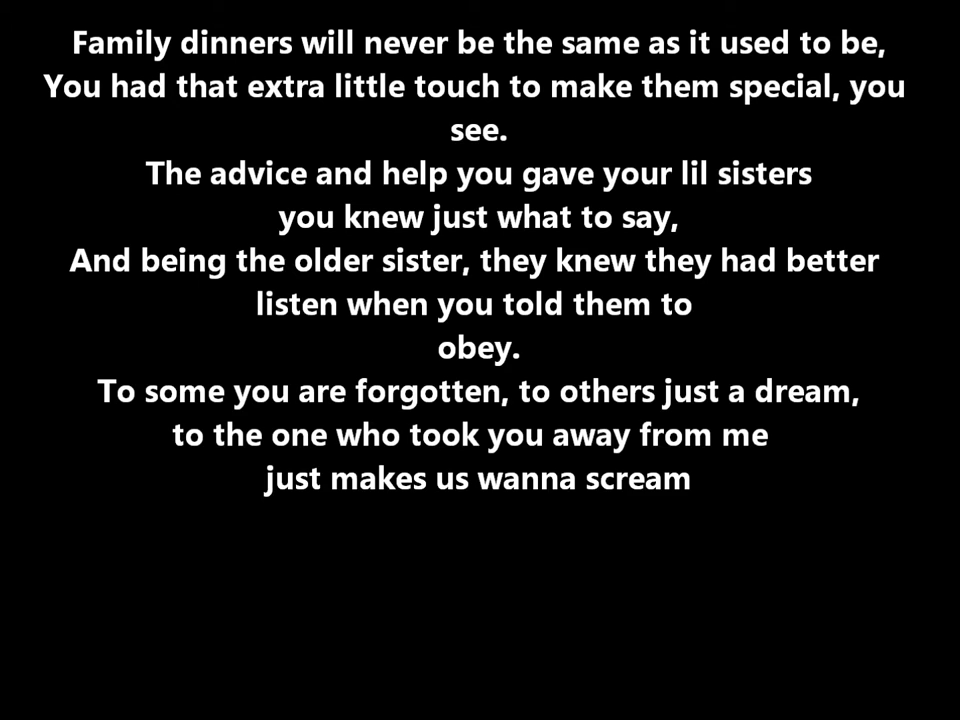 Family dinners will never be the same as it used to be,
You had that extra little touch to make them special, you
see.
The advice and help you gave your lil sisters
you knew just what to say,
And being the older sister, they knew they had better
listen when you told them to
obey.
To some you are forgotten, to others just a dream,
to the one who took you away from me
just makes us wanna scream